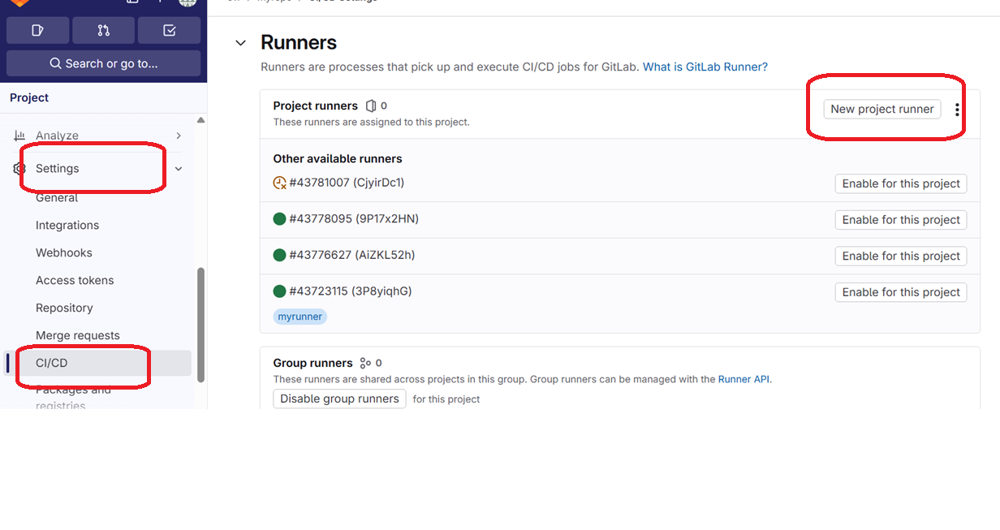 Search or go to...
Project
Analyze
Settings
General
Integrations
Webhooks
Access tokens
Repository
Merge requests
CI/CD
Packages and
registries
Runners
Runners are processes that pick up and execute CI/CD jobs for GitLab. What is GitLab Runner?
Project runners 0
New project runner
These runners are assigned to this project.
Other available runners
#43781007 (CjyirDc1) Enable for this project
#43778095 (9P17x2HN) Enable for this project
#43776627 (AiZKL52h) Enable for this project
#43723115 (3P8yiqhG) Enable for this project
myrunner
Group runners 0
These runners are shared across projects in this group. Group runners can be managed with the Runner API.
Disable group runners for this project